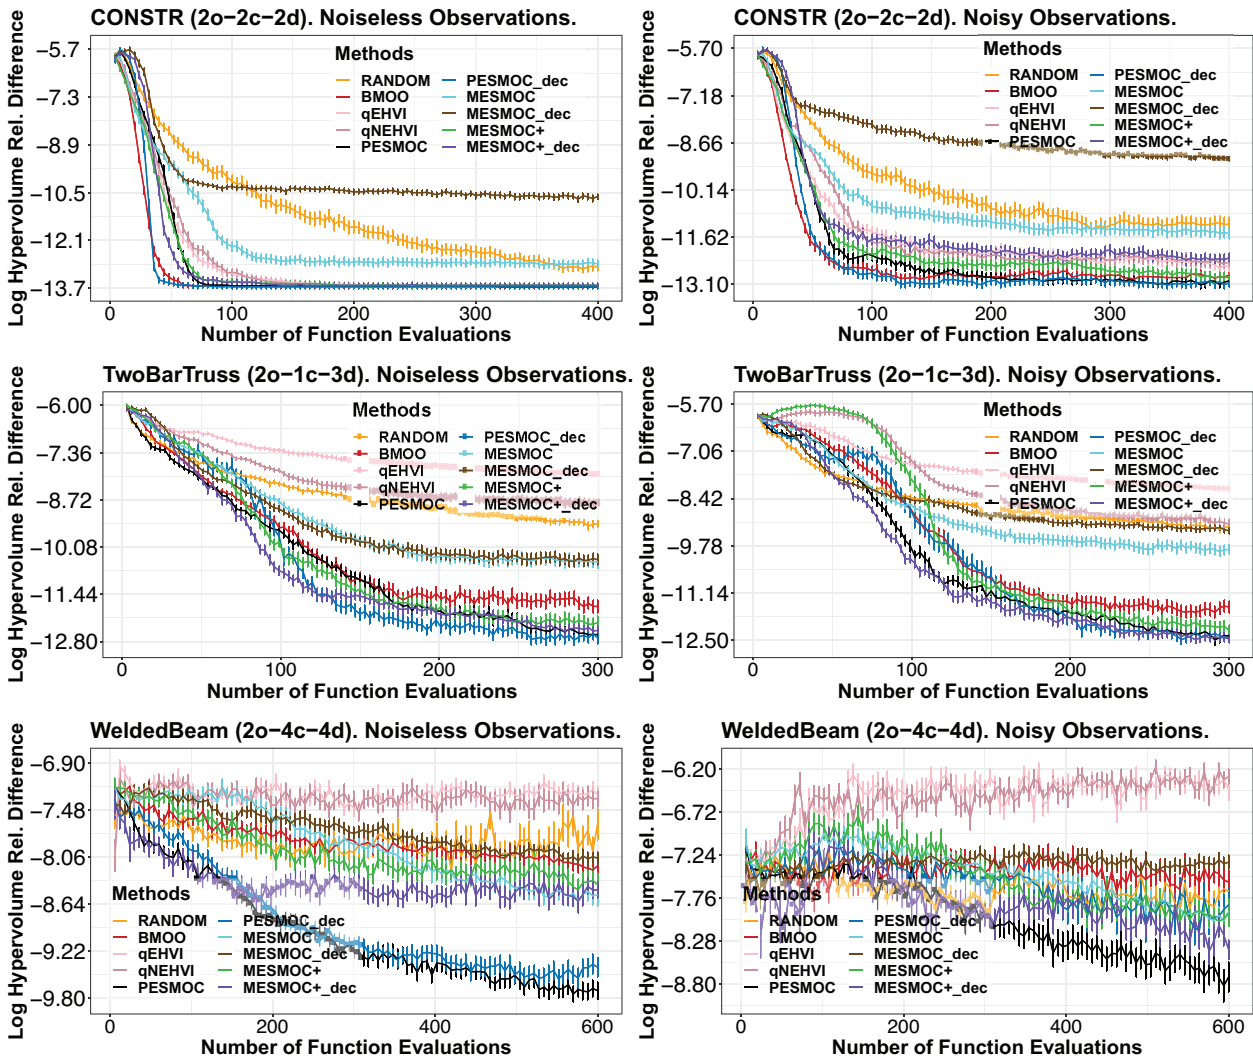 CONSTR (2o−2c−2d). Noiseless Observations.
Log Hypervolume Rel. Difference
−5.7
−7.3
−8.9
−10.5
−12.1
−13.7
Methods
RANDOM
BMOO
qEHVI
qNEHVI
PESMOC
PESMOC_dec
MESMOC
MESMOC_dec
MESMOC+
MESMOC+_dec
0 100 200 300 400
Number of Function Evaluations
CONSTR (2o−2c−2d). Noisy Observations.
Log Hypervolume Rel. Difference
−5.70
−7.18
−8.66
−10.14
−11.62
−13.10
Methods
RANDOM
BMOO
qEHVI
qNEHVI
PESMOC
PESMOC_dec
MESMOC
MESMOC_dec
MESMOC+
MESMOC+_dec
0 100 200 300 400
Number of Function Evaluations
TwoBarTruss (2o−1c−3d). Noiseless Observations.
Log Hypervolume Rel. Difference
−6.00
−7.36
−8.72
−10.08
−11.44
−12.80
Methods
RANDOM
BMOO
qEHVI
qNEHVI
PESMOC
PESMOC_dec
MESMOC
MESMOC_dec
MESMOC+
MESMOC+_dec
0 100 200 300
Number of Function Evaluations
TwoBarTruss (2o−1c−3d). Noisy Observations.
Log Hypervolume Rel. Difference
−5.70
−7.06
−8.42
−9.78
−11.14
−12.50
Methods
RANDOM
BMOO
qEHVI
qNEHVI
PESMOC
PESMOC_dec
MESMOC
MESMOC_dec
MESMOC+
MESMOC+_dec
0 100 200 300
Number of Function Evaluations
WeldedBeam (2o−4c−4d). Noiseless Observations.
Log Hypervolume Rel. Difference
−6.90
−7.48
−8.06
−8.64
−9.22
−9.80
Methods
RANDOM
BMOO
qEHVI
qNEHVI
PESMOC
PESMOC_dec
MESMOC
MESMOC_dec
MESMOC+
MESMOC+_dec
0 200 400 600
Number of Function Evaluations
WeldedBeam (2o−4c−4d). Noisy Observations.
Log Hypervolume Rel. Difference
−6.20
−6.72
−7.24
−7.76
−8.28
−8.80
Methods
RANDOM
BMOO
qEHVI
qNEHVI
PESMOC
PESMOC_dec
MESMOC
MESMOC_dec
MESMOC+
MESMOC+_dec
0 200 400 600
Number of Function Evaluations